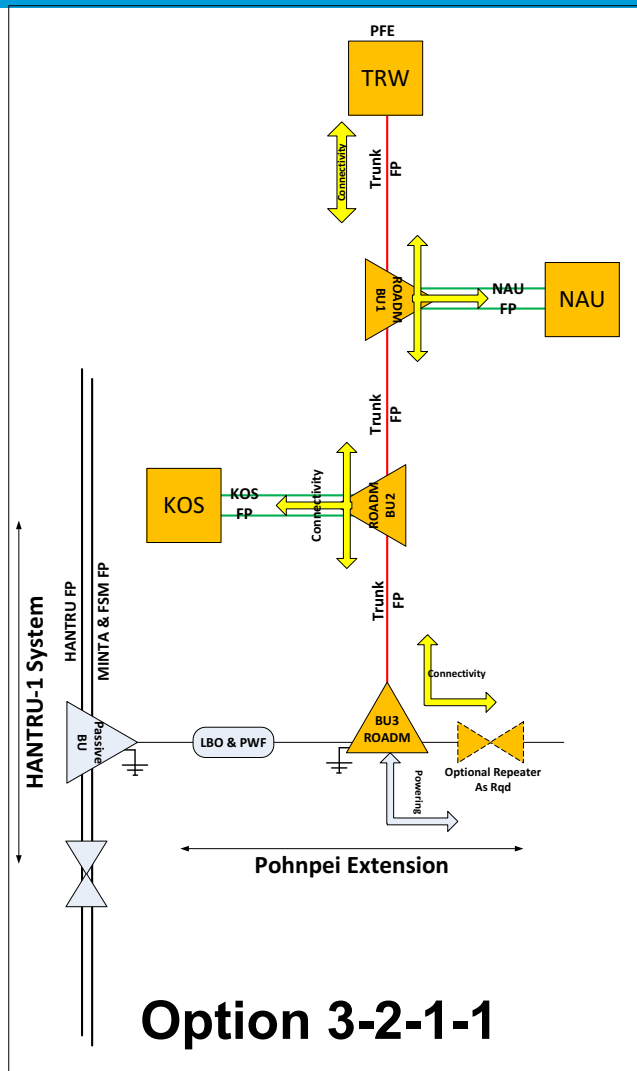 PFE
TRW
Connectivity
Trunk
FP
ROADM
BU1
NAU
FP
NAU
Trunk
FP
KOS
KOS
FP
Connectivity
ROADM
BU2
HANTRU FP
MINTA & FSM FP
HANTRU-1 System
Trunk
FP
Connectivity
Passive
BU
LBO & PWF
BU3
ROADM
Optional Repeater
As Rqd
Powering
Pohnpei Extension
Option 3-2-1-1